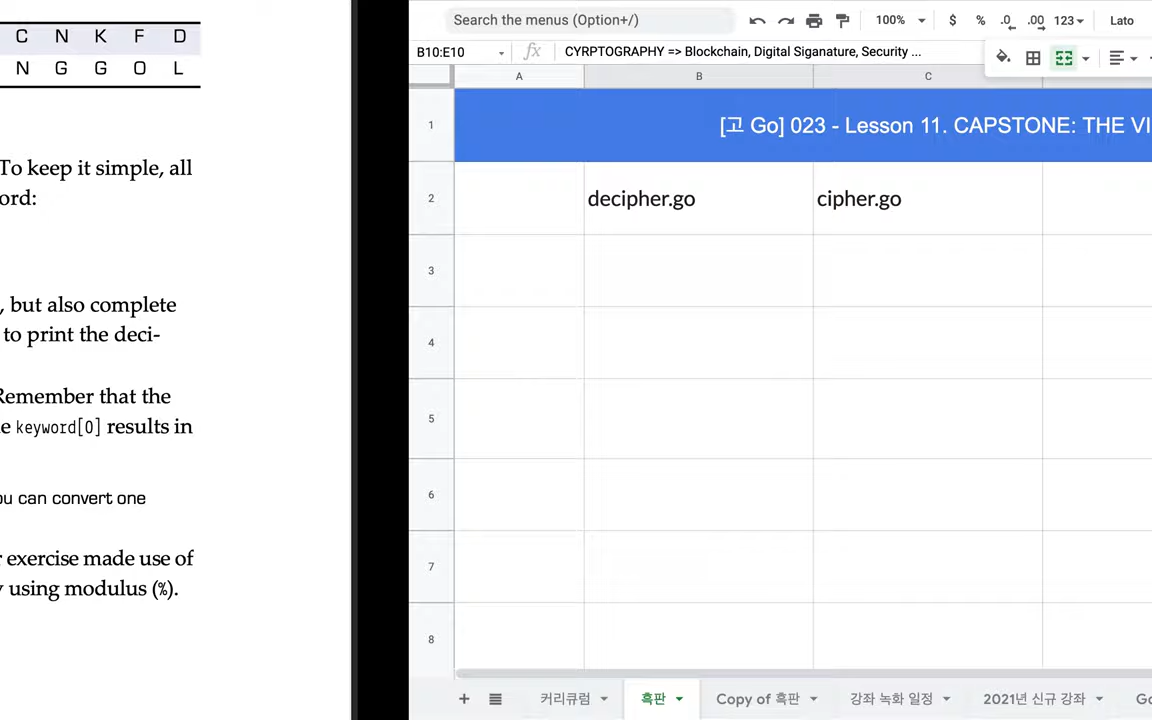 C N K F D
N G G O L
To keep it simple, all
ord:
, but also complete
to print the deci-
Remember that the
e keyword[0] results in
ou can convert one
r exercise made use of
y using modulus (%).
Search the menus (Option+/)
100%
$ % .0 .00 123
Lato
B10:E10
fx
CYRPTOGRAPHY => Blockchain, Digital Siganature, Security ...
A B C
1 [고 Go] 023 - Lesson 11. CAPSTONE: THE VI
2 decipher.go cipher.go
3
4
5
6
7
8
+ 커리큘럼 흑판 Copy of 흑판 강좌 녹화 일정 2021년 신규 강좌 Go